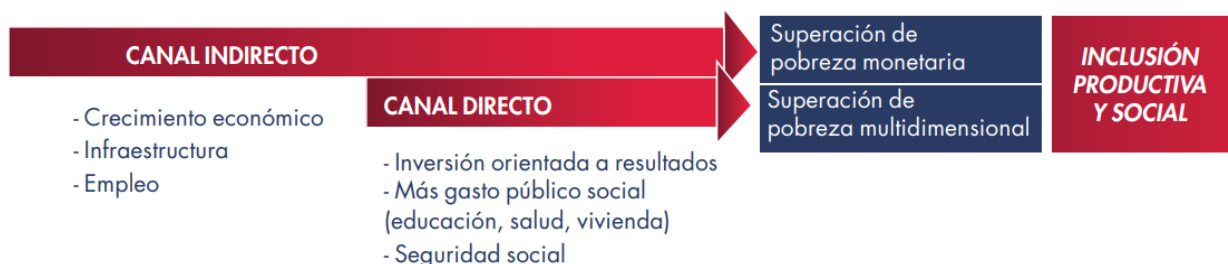 CANAL INDIRECTO
- Crecimiento económico
- Infraestructura
- Empleo
CANAL DIRECTO
- Inversión orientada a resultados
- Más gasto público social
(educación, salud, vivienda)
- Seguridad social
Superación de
pobreza monetaria
Superación de
pobreza multidimensional
INCLUSIÓN
PRODUCTIVA
Y SOCIAL